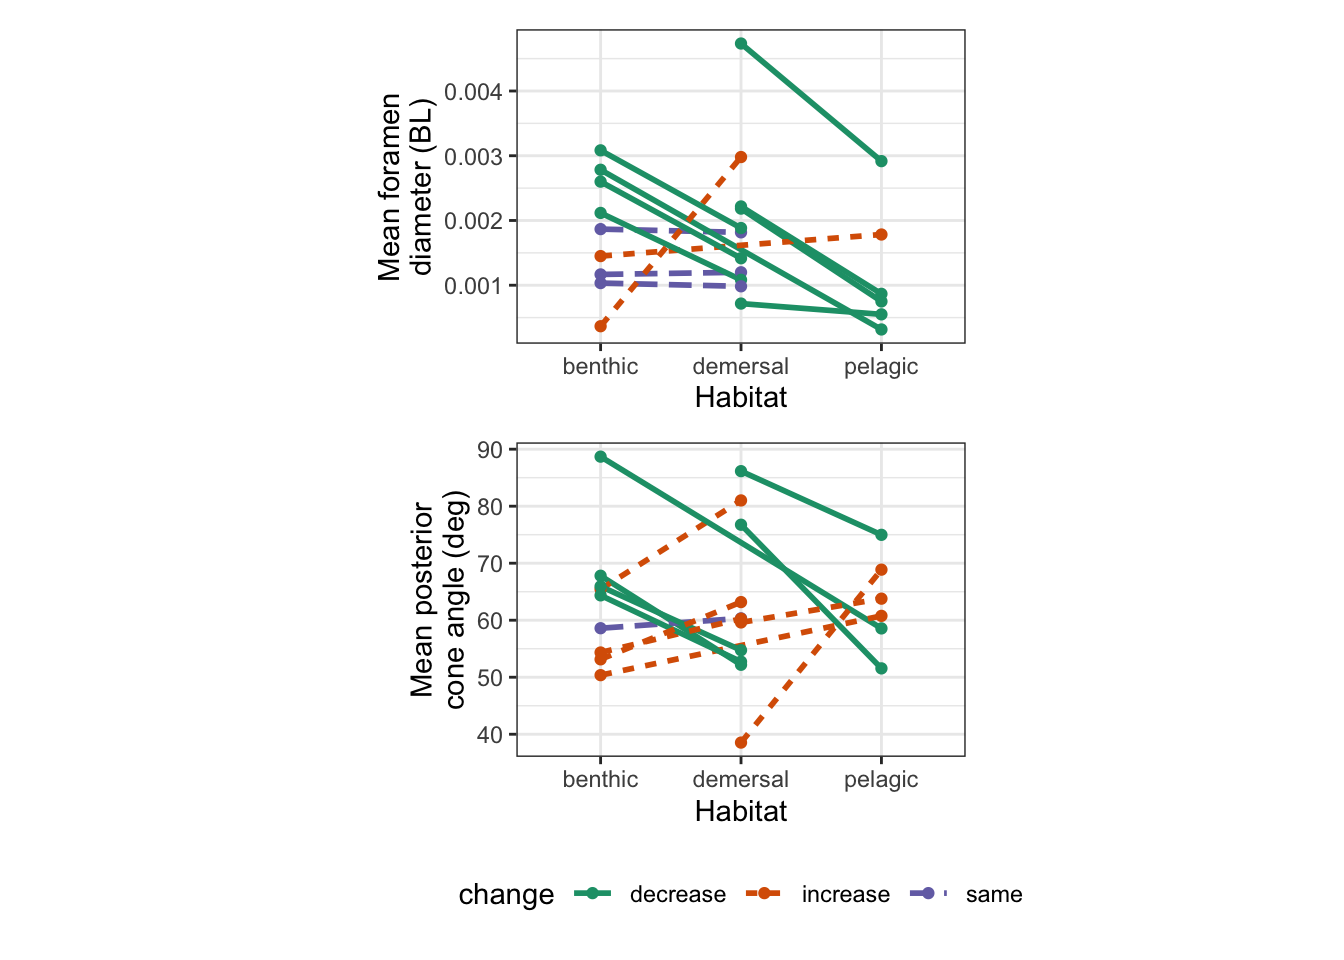 Mean foramen
diameter (BL)
0.004
0.003
0.002
0.001
benthic demersal pelagic
Habitat
Mean posterior
cone angle (deg)
90
80
70
60
50
40
benthic demersal pelagic
Habitat
change decrease increase same